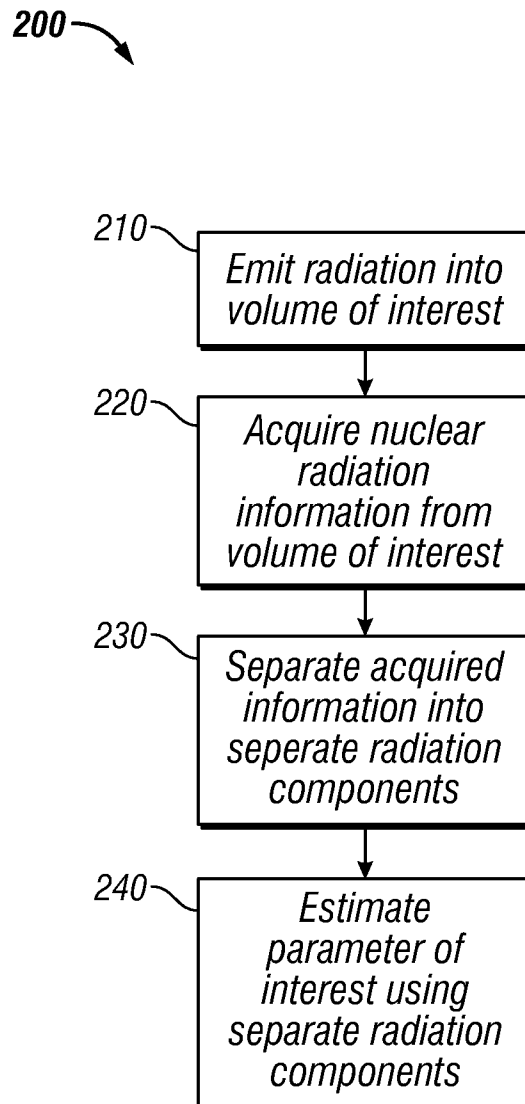 200
210
Emit radiation into
volume of interest
220
Acquire nuclear
radiation
information from
volume of interest
230
Separate acquired
information into
seperate radiation
components
240
Estimate
parameter of
interest using
separate radiation
components